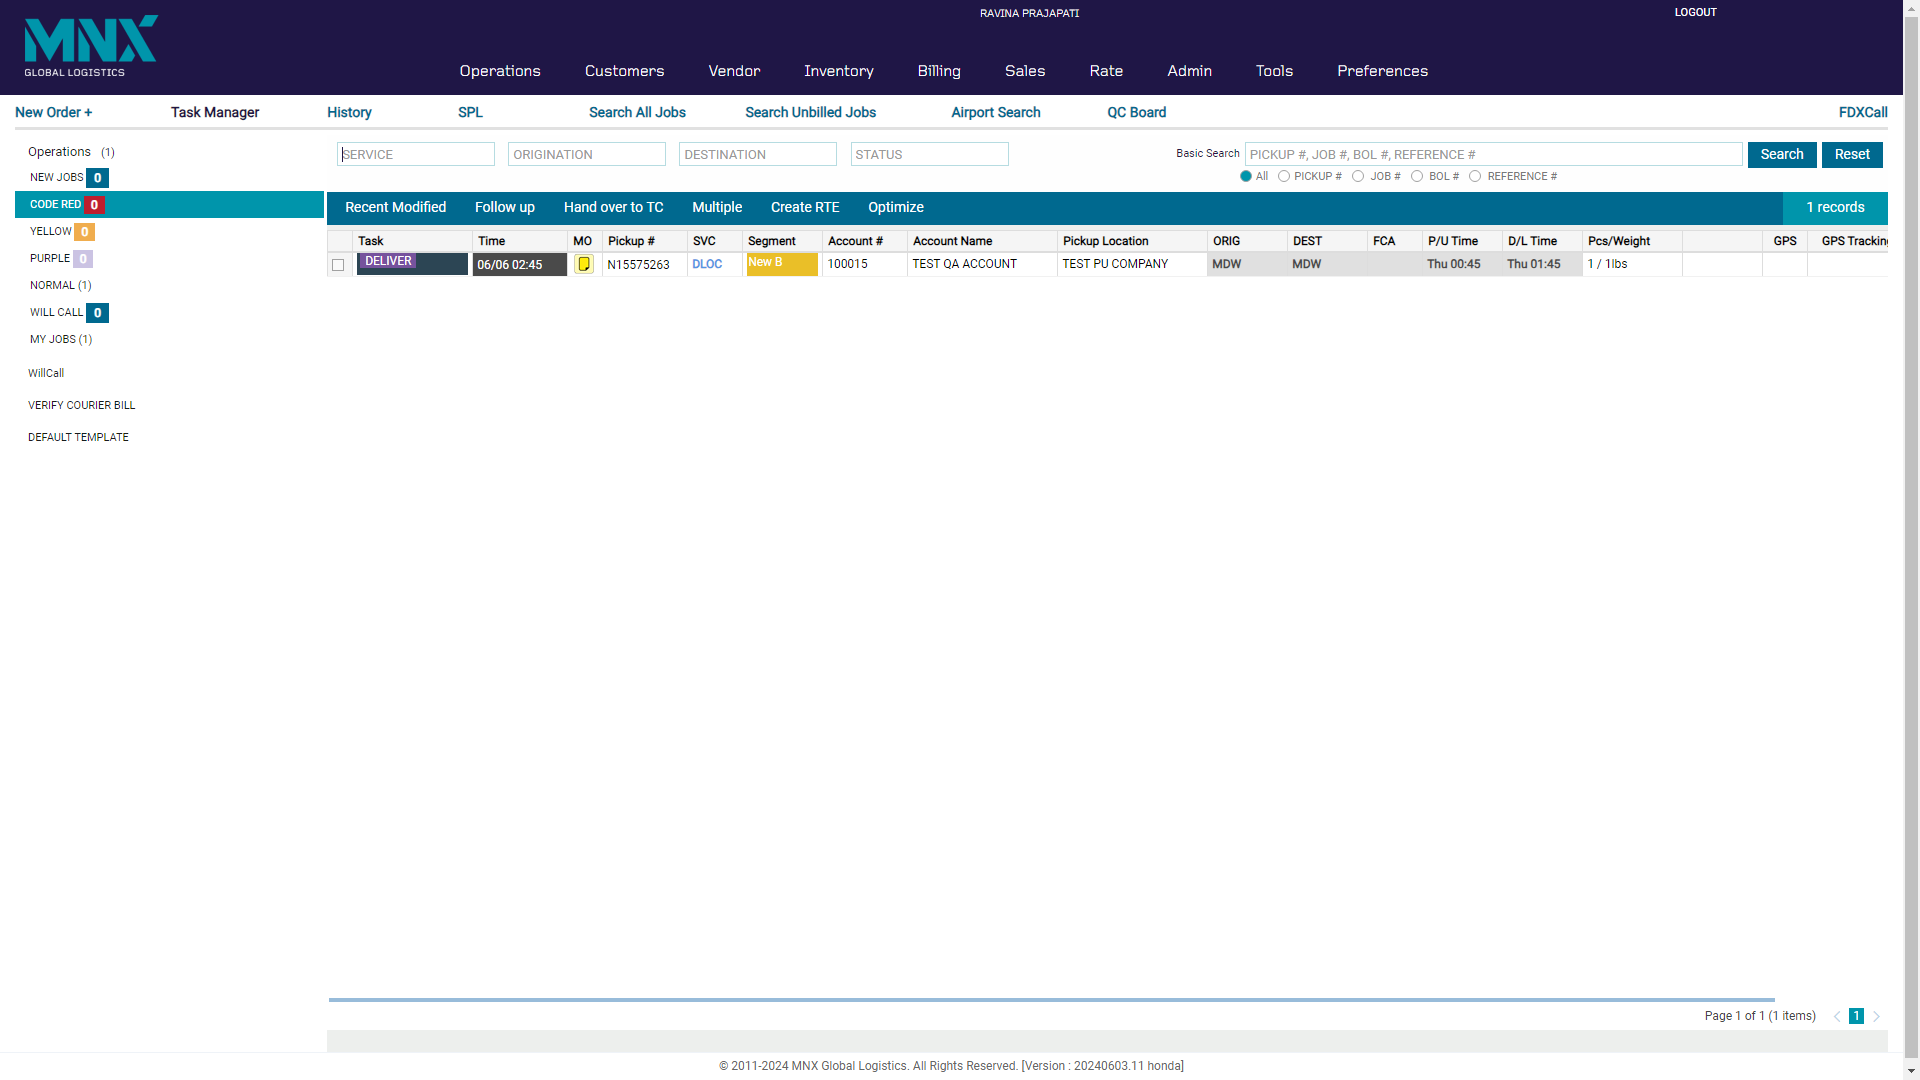 MNX
GLOBAL LOGISTICS
RAVINA PRAJAPATI
LOGOUT
Operations Customers Vendor Inventory Billing Sales Rate Admin Tools Preferences
New Order + Task Manager History SPL Search All Jobs Search Unbilled Jobs Airport Search QC Board FDXCall
Operations (1)
NEW JOBS 0
CODE RED 0
YELLOW 0
PURPLE 0
NORMAL (1)
WILL CALL 0
MY JOBS (1)
WillCall
VERIFY COURIER BILL
DEFAULT TEMPLATE
SERVICE ORIGINATION DESTINATION STATUS Basic Search PICKUP #, JOB #, BOL #, REFERENCE # Search Reset
All PICKUP # JOB # BOL # REFERENCE #
Recent Modified Follow up Hand over to TC Multiple Create RTE Optimize 1 records
Task Time MO Pickup # SVC Segment Account # Account Name Pickup Location ORIG DEST FCA P/U Time D/L Time Pcs/Weight GPS GPS Tracking
DELIVER 06/06 02:45 N15575263 DLOC New B 100015 TEST QA ACCOUNT TEST PU COMPANY MDW MDW Thu 00:45 Thu 01:45 1 / 1lbs
Page 1 of 1 (1 items) 1
© 2011-2024 MNX Global Logistics. All Rights Reserved. [Version : 20240603.11 honda]